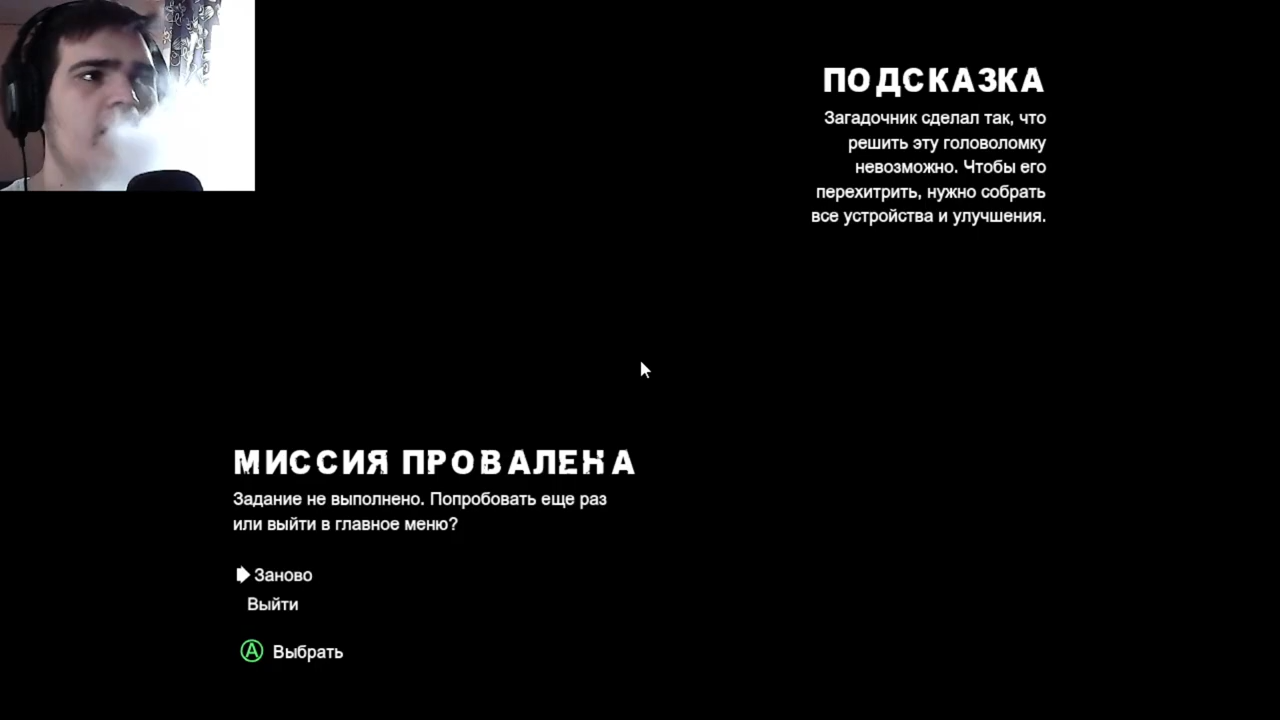 ПОДСКАЗКА
Загадочник сделал так, что
решить эту головоломку
невозможно. Чтобы его
перехитрить, нужно собрать
все устройства и улучшения.
МИССИЯ ПРОВАЛЕНА
Задание не выполнено. Попробовать еще раз
или выйти в главное меню?
Заново
Выйти
A Выбрать